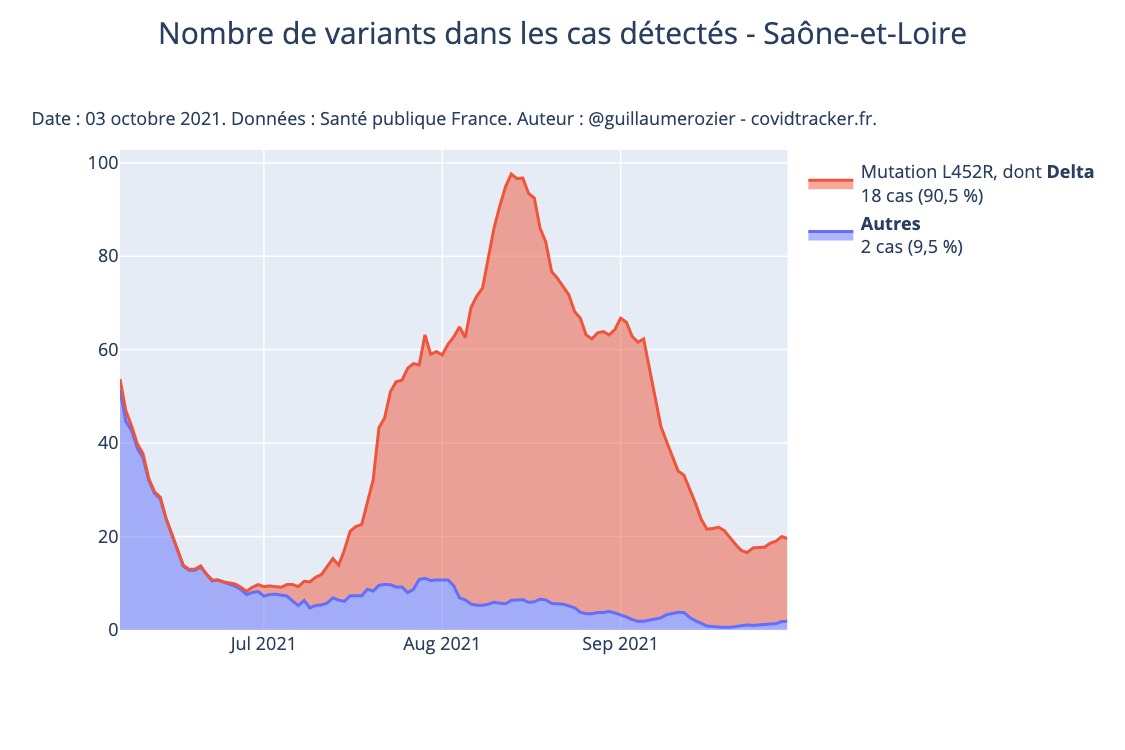 Nombre de variants dans les cas détectés - Saône-et-Loire
Date : 03 octobre 2021. Données : Santé publique France. Auteur : @guillaumerozier - covidtracker.fr.
100
80
60
40
20
0
Jul 2021
Aug 2021
Sep 2021
Mutation L452R, dont Delta
18 cas (90,5 %)
Autres
2 cas (9,5 %)